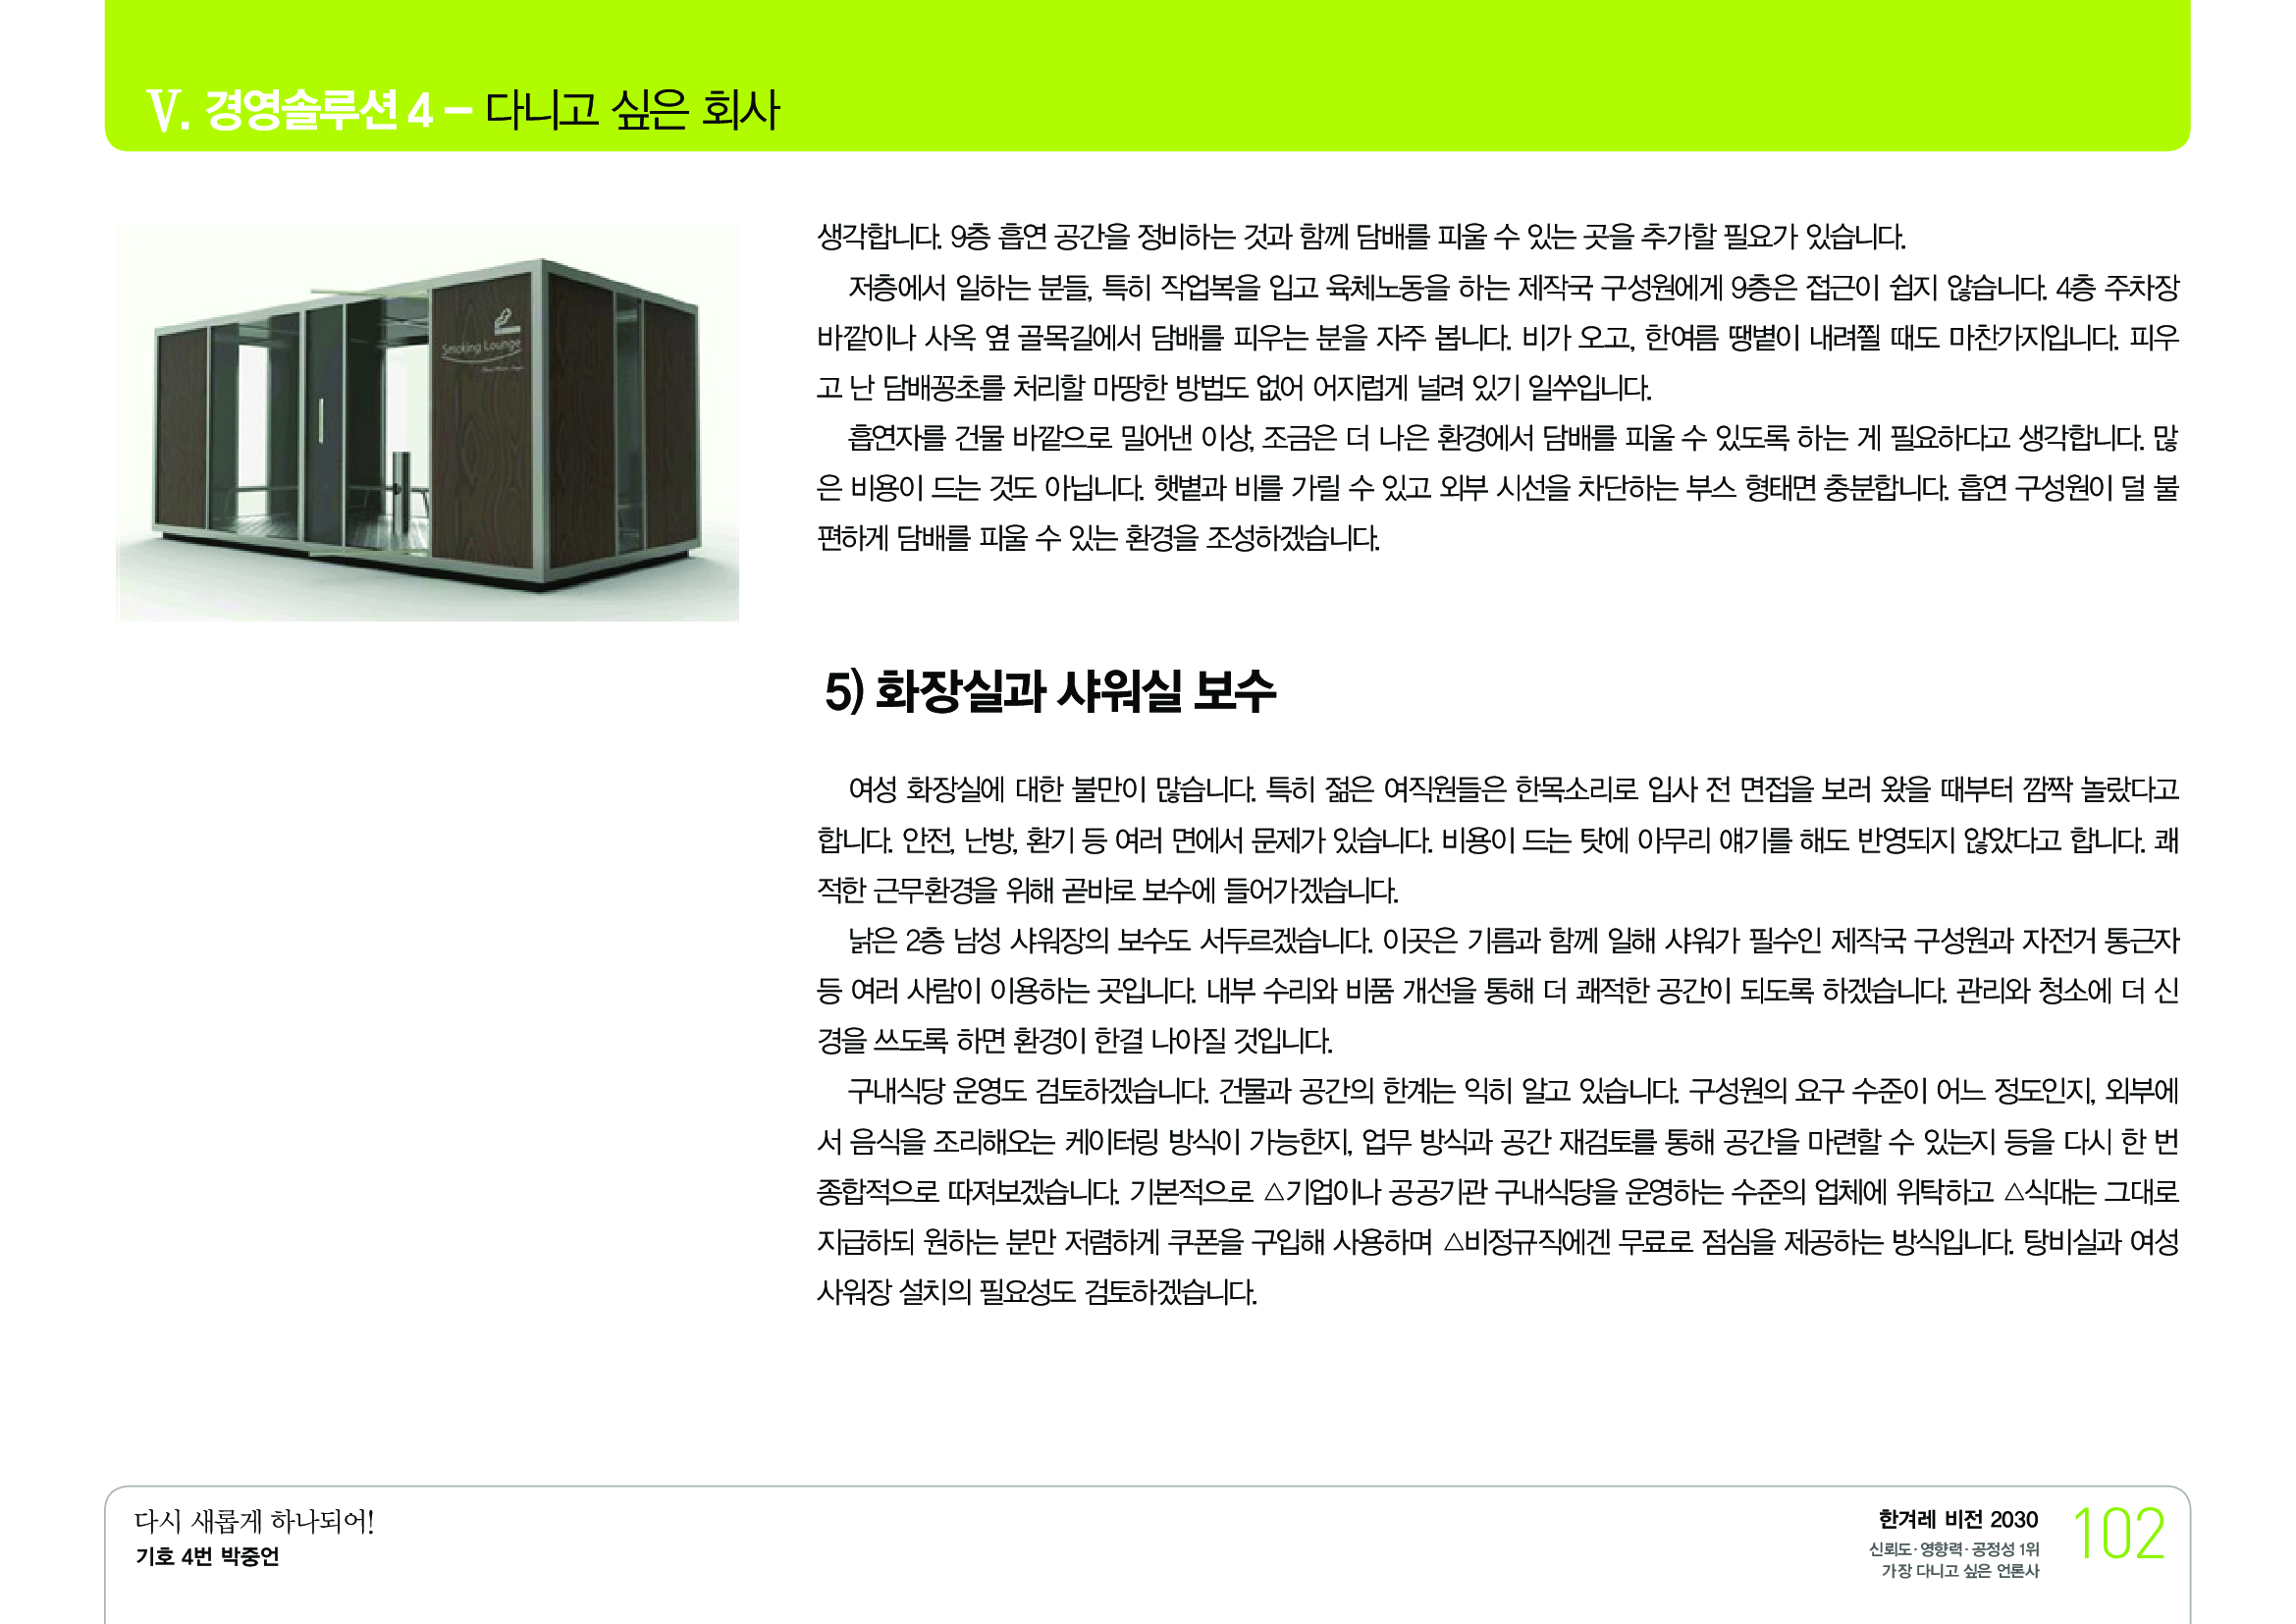 V. 경영솔루션 4 – 다니고 싶은 회사
Smoking Lounge
생각합니다. 9층 흡연 공간을 정비하는 것과 함께 담배를 피울 수 있는 곳을 추가할 필요가 있습니다.
저층에서 일하는 분들, 특히 작업복을 입고 육체노동을 하는 제작국 구성원에게 9층은 접근이 쉽지 않습니다. 4층 주차장
바깥이나 사옥 옆 골목길에서 담배를 피우는 분을 자주 봅니다. 비가 오고, 한여름 땡볕이 내려쬘 때도 마찬가지입니다. 피우
고 난 담배꽁초를 처리할 마땅한 방법도 없어 어지럽게 널려 있기 일쑤입니다.
흡연자를 건물 바깥으로 밀어낸 이상, 조금은 더 나은 환경에서 담배를 피울 수 있도록 하는 게 필요하다고 생각합니다. 많
은 비용이 드는 것도 아닙니다. 햇볕과 비를 가릴 수 있고 외부 시선을 차단하는 부스 형태면 충분합니다. 흡연 구성원이 덜 불
편하게 담배를 피울 수 있는 환경을 조성하겠습니다.
5) 화장실과 샤워실 보수
여성 화장실에 대한 불만이 많습니다. 특히 젊은 여직원들은 한목소리로 입사 전 면접을 보러 왔을 때부터 깜짝 놀랐다고
합니다. 안전, 난방, 환기 등 여러 면에서 문제가 있습니다. 비용이 드는 탓에 아무리 얘기를 해도 반영되지 않았다고 합니다. 쾌
적한 근무환경을 위해 곧바로 보수에 들어가겠습니다.
낡은 2층 남성 샤워장의 보수도 서두르겠습니다. 이곳은 기름과 함께 일해 샤워가 필수인 제작국 구성원과 자전거 통근자
등 여러 사람이 이용하는 곳입니다. 내부 수리와 비품 개선을 통해 더 쾌적한 공간이 되도록 하겠습니다. 관리와 청소에 더 신
경을 쓰도록 하면 환경이 한결 나아질 것입니다.
구내식당 운영도 검토하겠습니다. 건물과 공간의 한계는 익히 알고 있습니다. 구성원의 요구 수준이 어느 정도인지, 외부에
서 음식을 조리해오는 케이터링 방식이 가능한지, 업무 방식과 공간 재검토를 통해 공간을 마련할 수 있는지 등을 다시 한 번
종합적으로 따져보겠습니다. 기본적으로 △기업이나 공공기관 구내식당을 운영하는 수준의 업체에 위탁하고 △식대는 그대로
지급하되 원하는 분만 저렴하게 쿠폰을 구입해 사용하며 △비정규직에겐 무료로 점심을 제공하는 방식입니다. 탕비실과 여성
샤워장 설치의 필요성도 검토하겠습니다.
다시 새롭게 하나되어!
기호 4번 박중언
한겨레 비전 2030
신뢰도·영향력·공정성 1위
가장 다니고 싶은 언론사
102